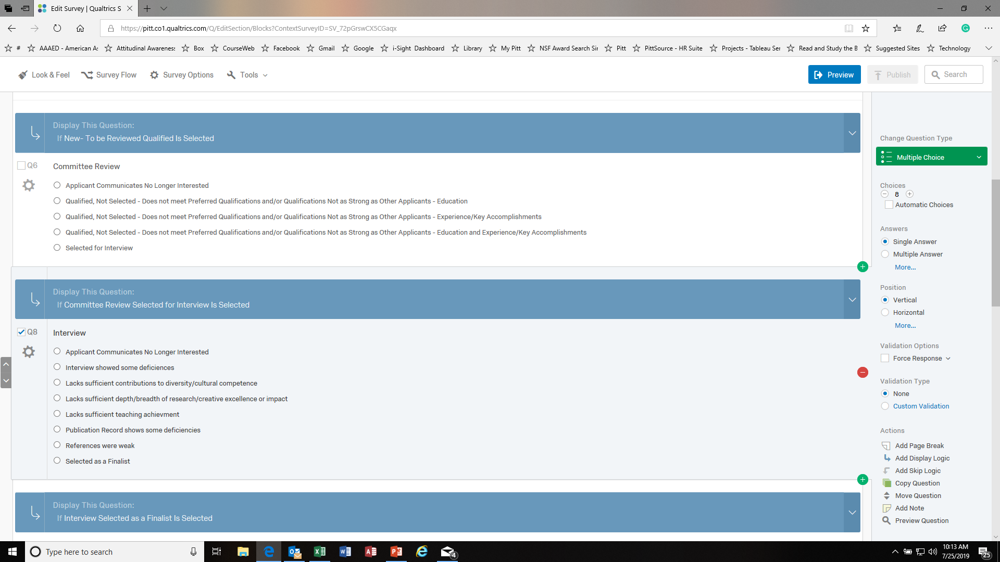 Edit Survey | Qualtrics S
https://pitt.co1.qualtrics.com/Q/EditSection/Blocks?ContextSurveyID=SV_72pGrswCX5CGaqx
# AAAED - American A: Attitudinal Awareness Box CourseWeb Facebook Gmail Google i-Sight Dashboard Library My Pitt NSF Award Search Sir Pitt PittSource - HR Suite Projects - Tableau Ser Read and Study the B Suggested Sites Technology
Look & Feel Survey Flow Survey Options Tools Preview Publish Search
Display This Question:
If New- To be Reviewed Qualified Is Selected
Q6 Committee Review
Applicant Communicates No Longer Interested
Qualified, Not Selected - Does not meet Preferred Qualifications and/or Qualifications Not as Strong as Other Applicants - Education
Qualified, Not Selected - Does not meet Preferred Qualifications and/or Qualifications Not as Strong as Other Applicants - Experience/Key Accomplishments
Qualified, Not Selected - Does not meet Preferred Qualifications and/or Qualifications Not as Strong as Other Applicants - Education and Experience/Key Accomplishments
Selected for Interview
Display This Question:
If Committee Review Selected for Interview Is Selected
Q8 Interview
Applicant Communicates No Longer Interested
Interview showed some deficiences
Lacks sufficient contributions to diversity/cultural competence
Lacks sufficient depth/breadth of research/creative excellence or impact
Lacks sufficient teaching achievment
Publication Record shows some deficiencies
References were weak
Selected as a Finalist
Display This Question:
If Interview Selected as a Finalist Is Selected
Change Question Type
Multiple Choice
Choices
8
Automatic Choices
Answers
Single Answer
Multiple Answer
More...
Position
Vertical
Horizontal
More...
Validation Options
Force Response
Validation Type
None
Custom Validation
Actions
Add Page Break
Add Display Logic
Add Skip Logic
Copy Question
Move Question
Add Note
Preview Question
Type here to search
4
10:13 AM
7/25/2019
25